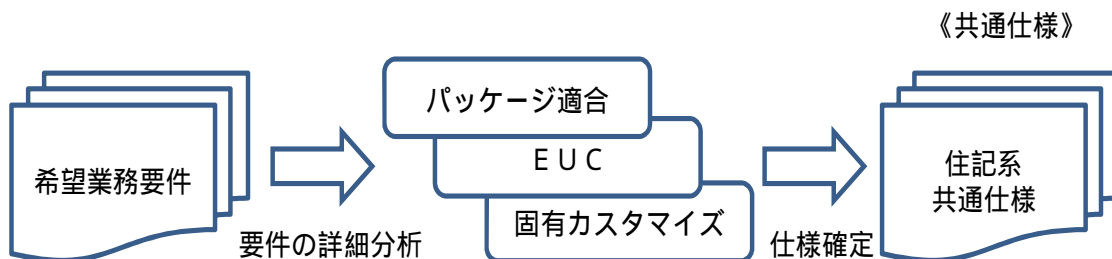 《共通仕様》
パッケージ適合
ＥＵＣ
固有カスタマイズ
希望業務要件
住記系
共通仕様
要件の詳細分析
仕様確定